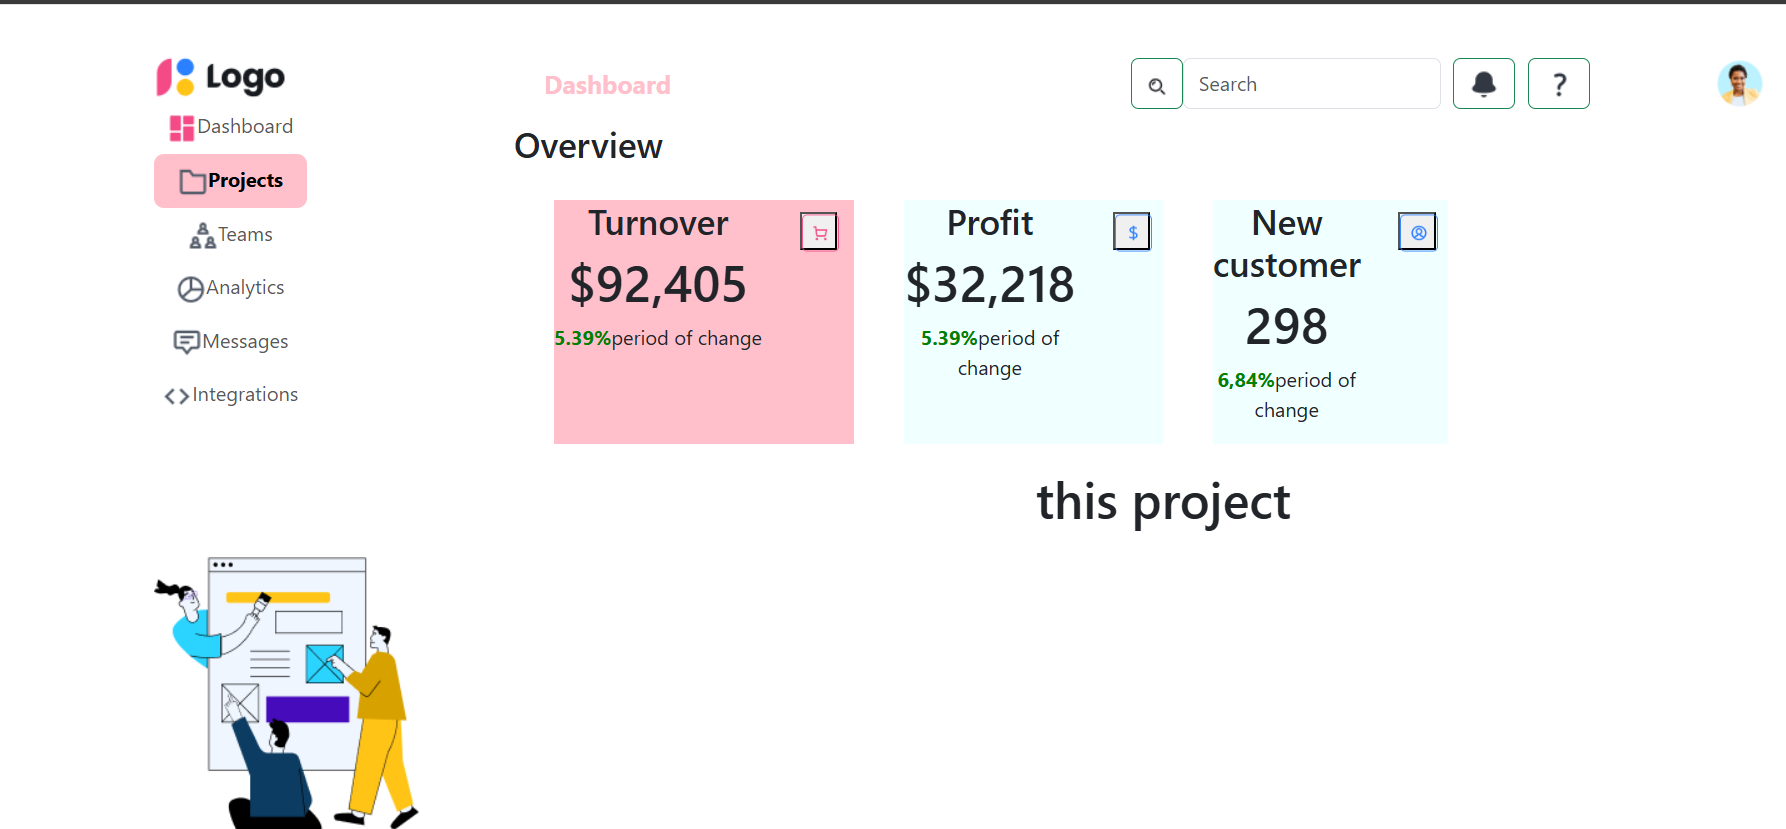 Logo
Dashboard
Projects
Teams
Analytics
Messages
Integrations
Dashboard
Search
?
Overview
Turnover
$92,405
5.39%period of change
Profit
$
$32,218
5.39%period of
change
New
customer
298
6,84%period of
change
this project